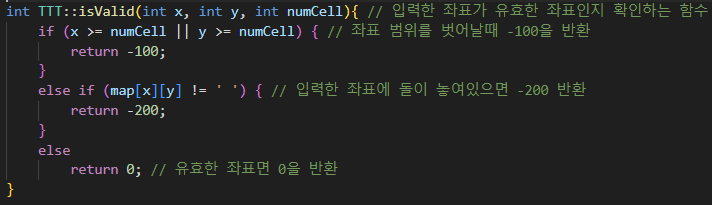 int TTT::isValid(int x, int y, int numCell){ // 입력한 좌표가 유효한 좌표인지 확인하는 함수
    if (x >= numCell || y >= numCell) { // 좌표 범위를 벗어날때 -100을 반환
        return -100;
    }
    else if (map[x][y] != ' ') { // 입력한 좌표에 돌이 놓여있으면 -200 반환
        return -200;
    }
    else
        return 0; // 유효한 좌표면 0을 반환
}